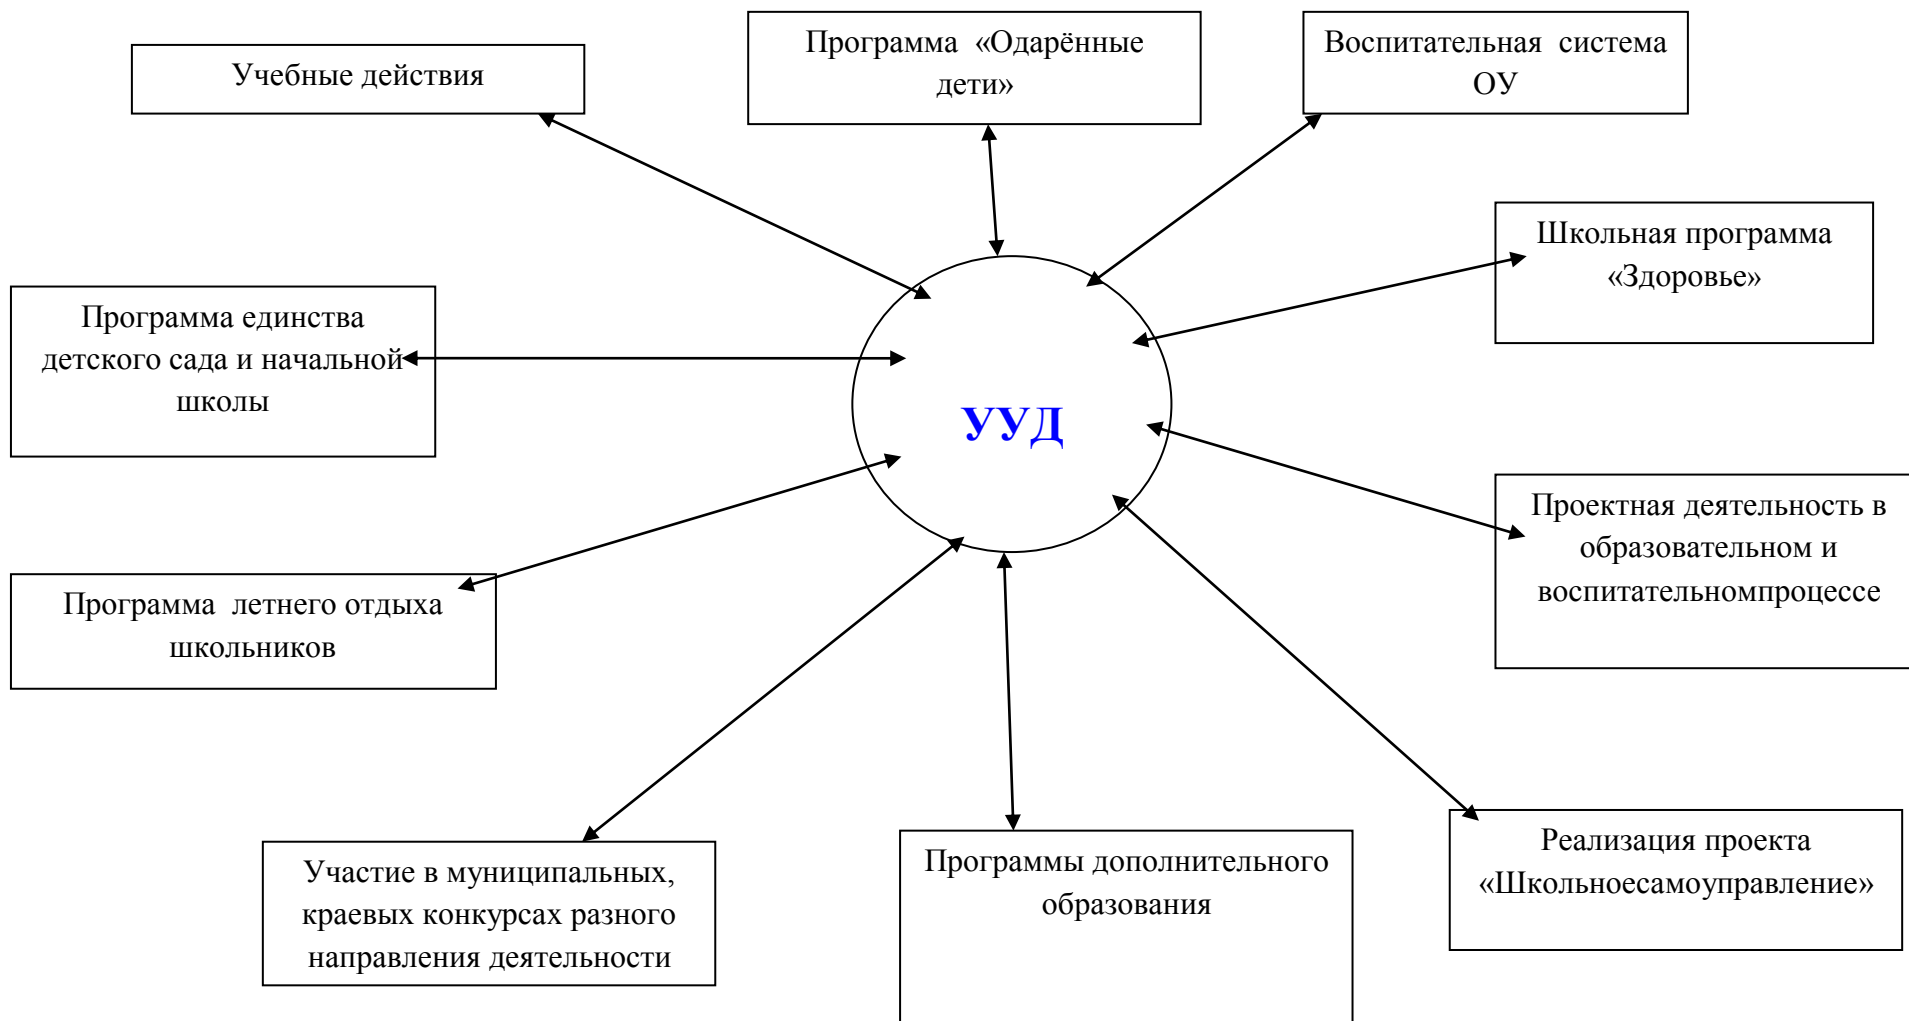 Учебные действия
Программа «Одарённые
дети»
Воспитательная система
ОУ
Школьная программа
«Здоровье»
Программа единства
детского сада и начальной
школы
УУД
Проектная деятельность в
образовательном и
воспитательномпроцессе
Программа летнего отдыха
школьников
Участие в муниципальных,
краевых конкурсах разного
направления деятельности
Программы дополнительного
образования
Реализация проекта
«Школьноесамоуправление»